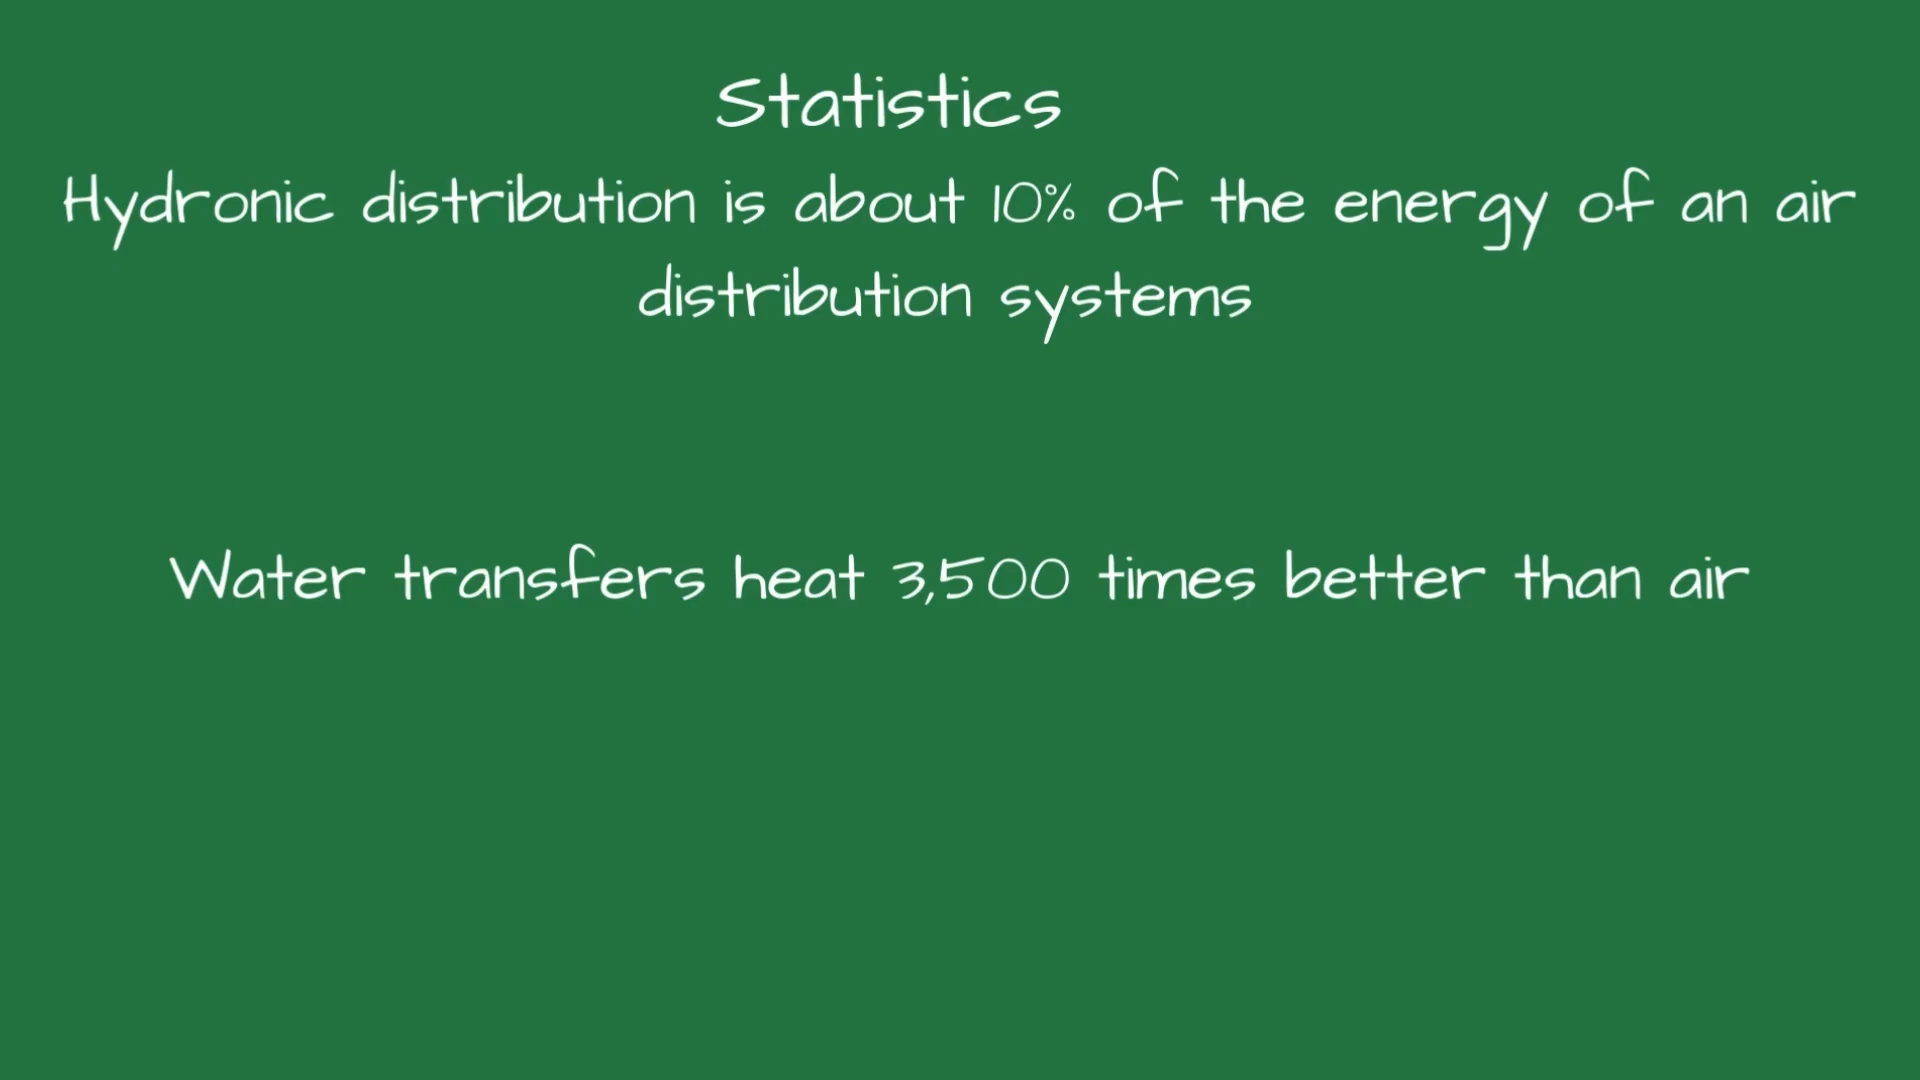 Statistics
Hydronic distribution is about 10% of the energy of an air
distribution systems
Water transfers heat 3,500 times better than air